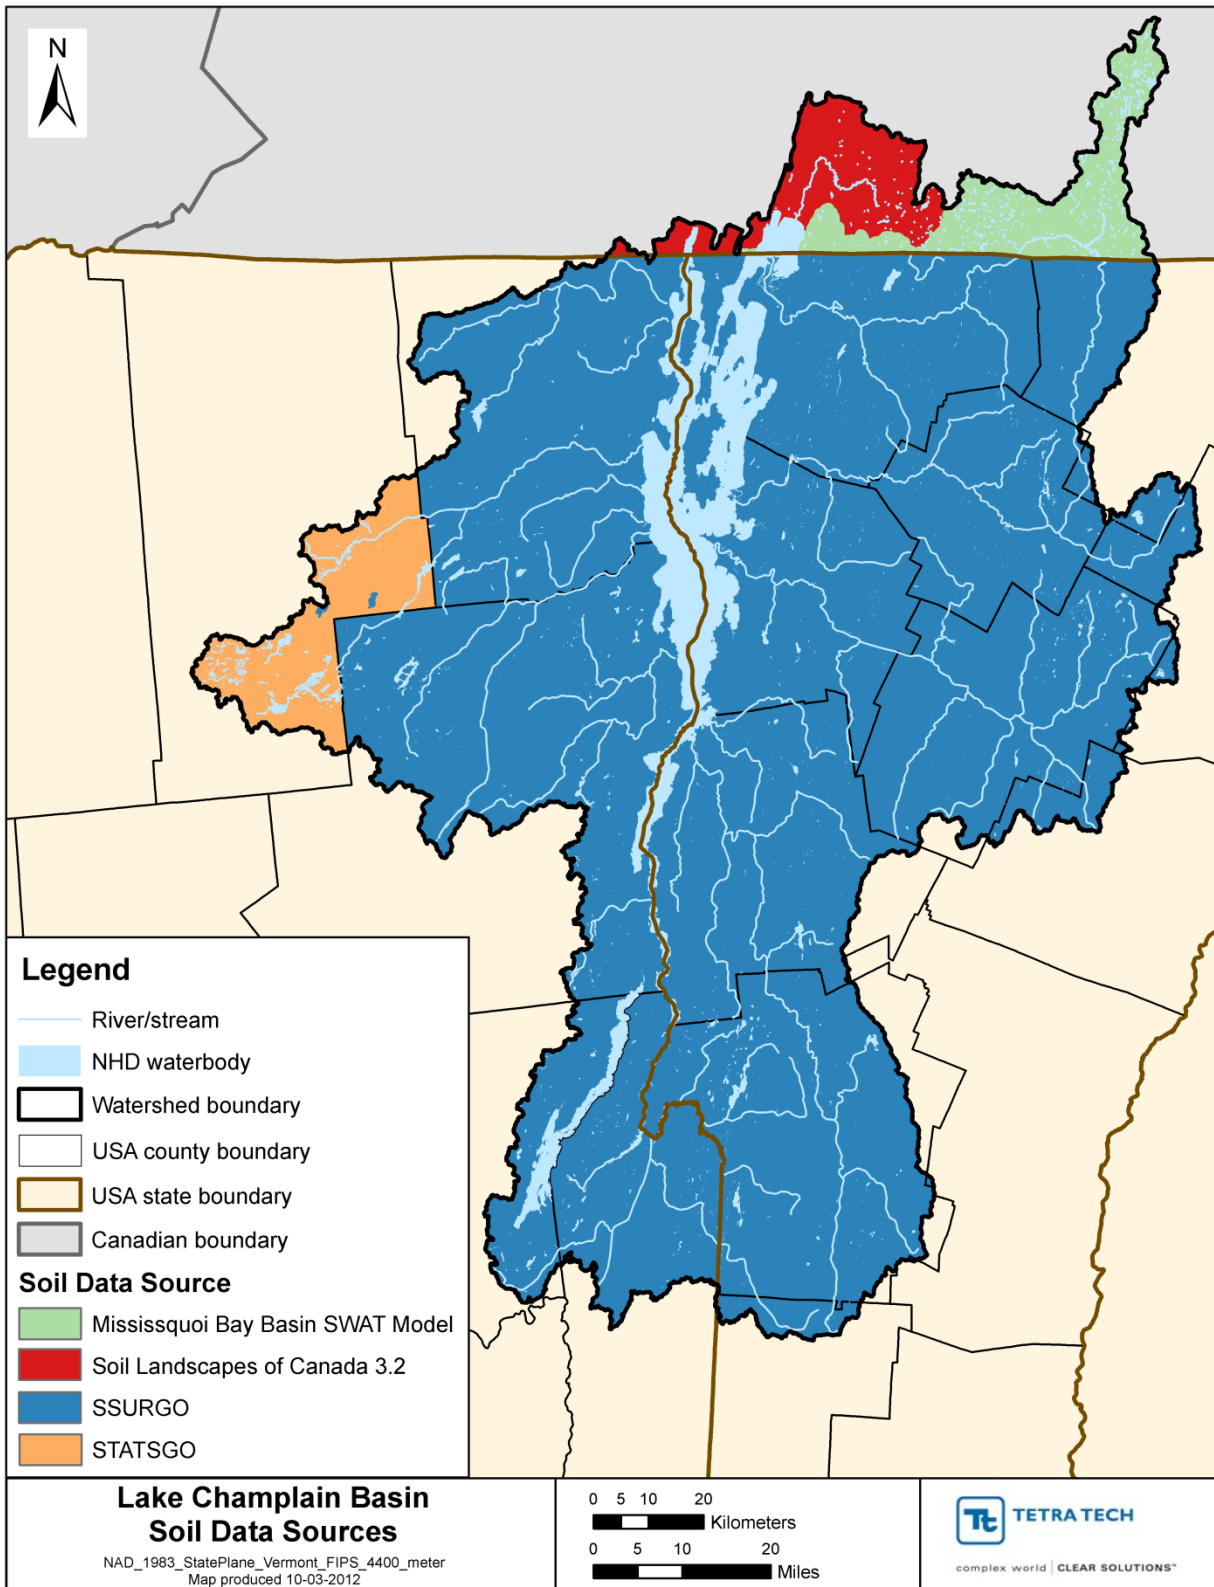 N
Legend
River/stream
NHD waterbody
Watershed boundary
USA county boundary
USA state boundary
Canadian boundary
Soil Data Source
Mississquoi Bay Basin SWAT Model
Soil Landscapes of Canada 3.2
SSURGO
STATSGO
Lake Champlain Basin
Soil Data Sources
NAD_1983_StatePlane_Vermont_FIPS_4400_meter
Map produced 10-03-2012
0 5 10 20
Kilometers
0 10 20
Miles
Tt TETRA TECH
complex world | CLEAR SOLUTIONS™